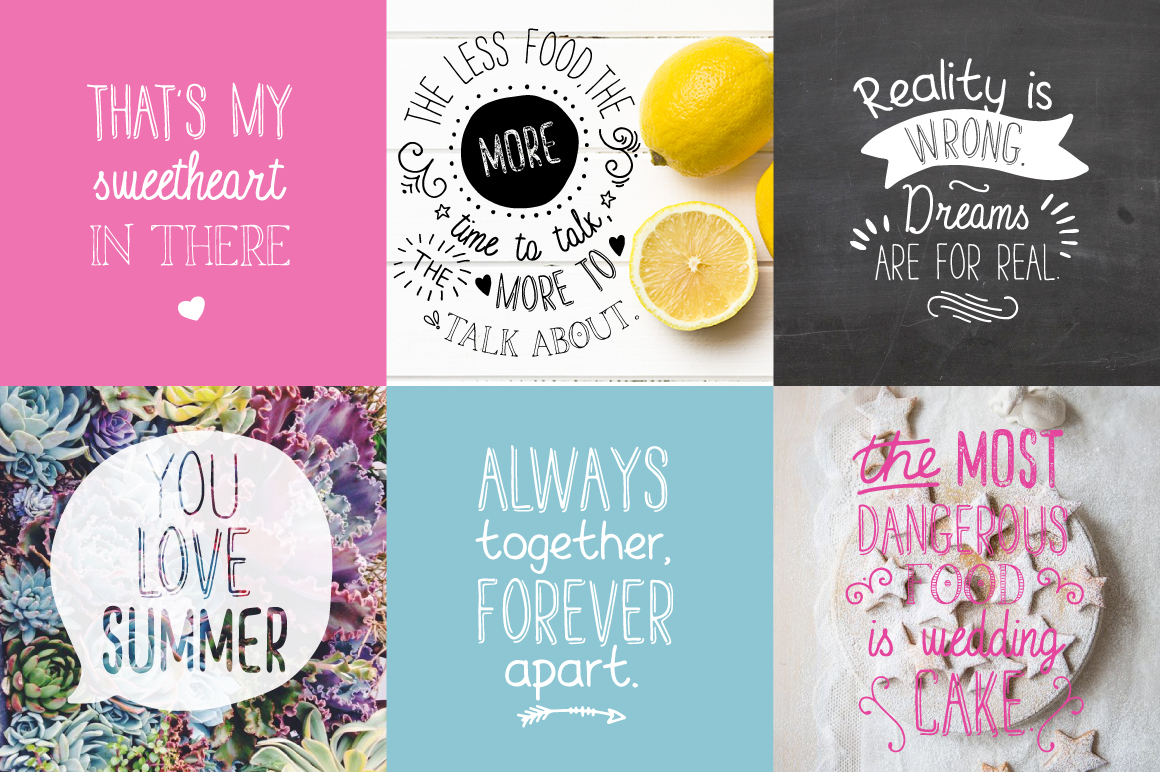 THAT'S MY
sweetheart
IN THERE
THE LESS FOOD, THE
MORE
time to talk,
THE MORE TO
TALK ABOUT.
Reality is
WRONG.
Dreams
ARE FOR REAL.
YOU
LOVE
SUMMER
ALWAYS
together,
FOREVER
apart.
the MOST
DANGEROUS
FOOD
is wedding
CAKE.